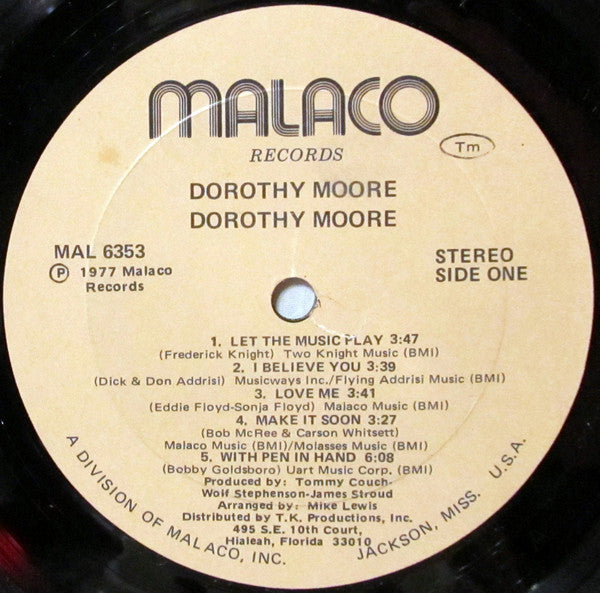 MALACO
Tm
RECORDS
DOROTHY MOORE
DOROTHY MOORE
MAL 6353
Ⓟ 1977 Malaco
Records
STEREO
SIDE ONE
1. LET THE MUSIC PLAY 3:47
(Frederick Knight) Two Knight Music (BMI)
2. I BELIEVE YOU 3:39
(Dick & Don Addrisi) Musicways Inc./Flying Addrisi Music (BMI)
3. LOVE ME 3:41
(Eddie Floyd-Sonja Floyd) Malaco Music (BMI)
4. MAKE IT SOON 3:27
(Bob McRee & Carson Whitsett)
Malaco Music (BMI)/Molasses Music (BMI)
5. WITH PEN IN HAND 6:08
(Bobby Goldsboro) Uart Music Corp. (BMI)
Produced by: Tommy Couch-
Wolf Stephenson-James Stroud
Arranged by: Mike Lewis
Distributed by T.K. Productions, Inc.
495 S.E. 10th Court,
Hialeah, Florida 33010
A DIVISION OF MALACO, INC. JACKSON, MISS. U.S.A.